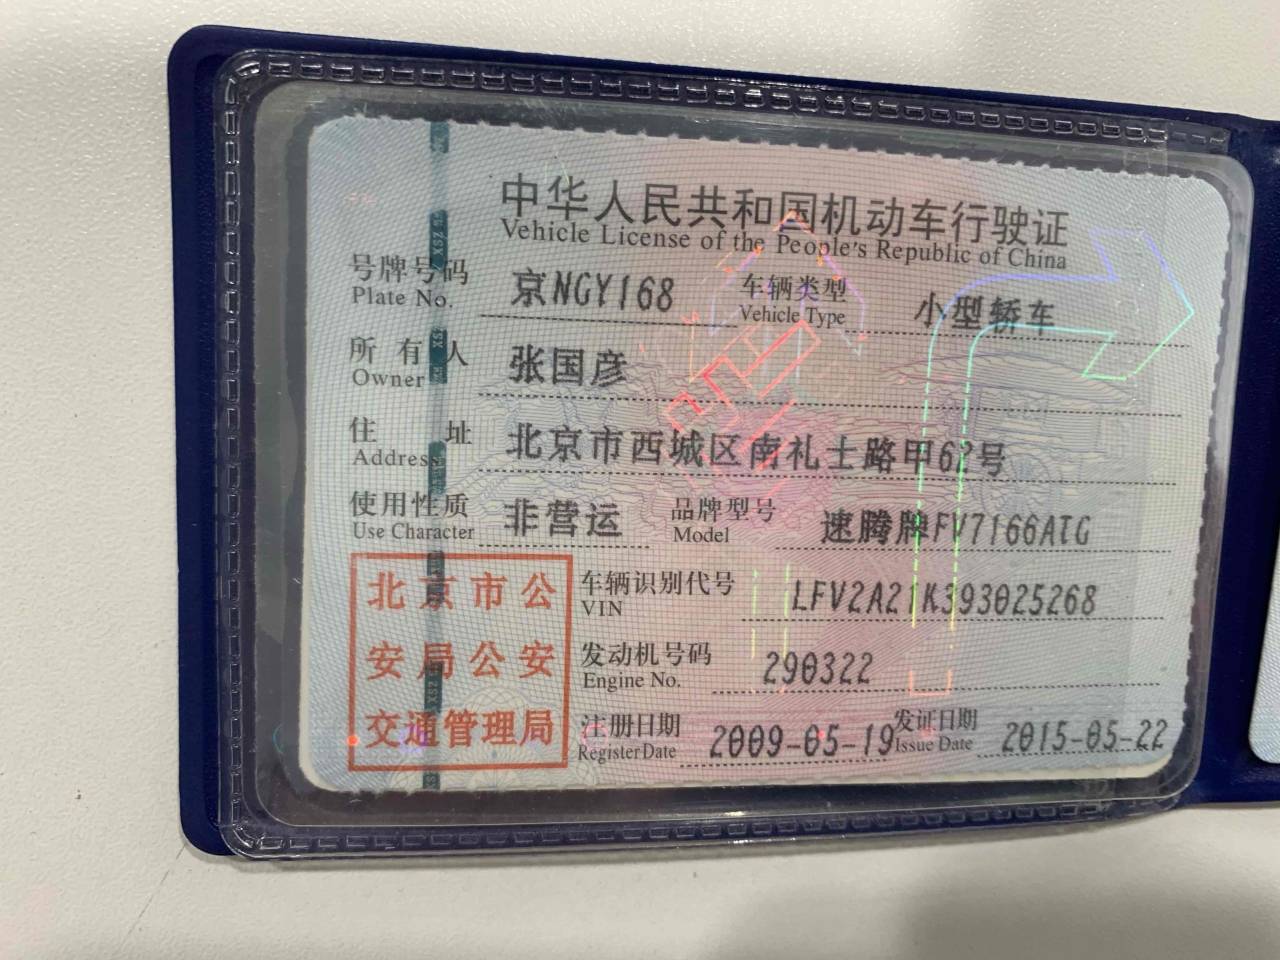 中华人民共和国机动车行驶证
Vehicle License of the People's Republic of China
号牌号码 京NGY168 车辆类型 小型轿车
Plate No. Vehicle Type
所有人 张国彦
Owner
住址 北京市西城区南礼士路甲62号
Address
使用性质 非营运 品牌型号 速腾牌FV7166ATG
Use Character Model
北京市公 车辆识别代号 LFV2A21K393025268
VIN
安局公安 发动机号码 290322
Engine No.
交通管理局 注册日期 2009-05-19 发证日期 2015-05-22
Register Date Issue Date